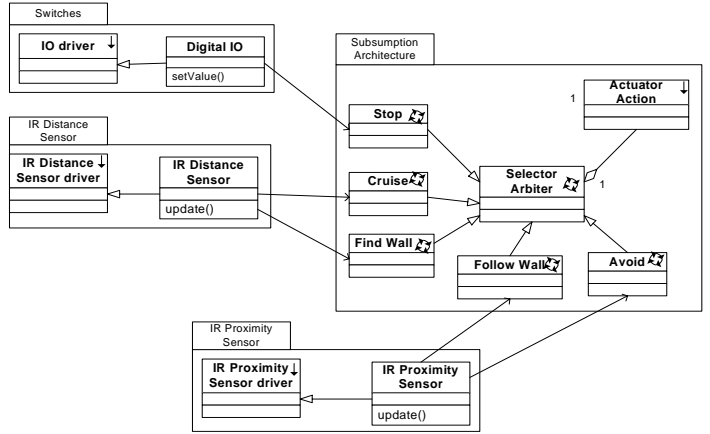 Switches
IO driver
Digital IO
setValue()
Subsumption
Architecture
Actuator
Action
1
Stop
IR Distance
Sensor
IR Distance
Sensor driver
IR Distance
Sensor
update()
Cruise
Selector
Arbiter
1
Find Wall
Follow Wall
Avoid
IR Proximity
Sensor
IR Proximity
Sensor driver
IR Proximity
Sensor
update()